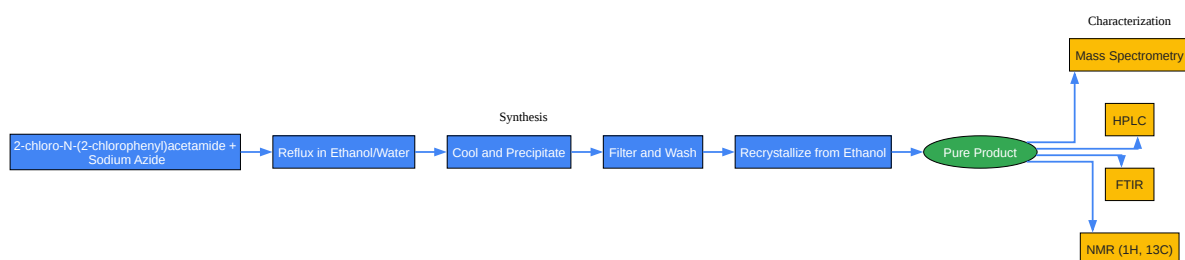 Characterization
Mass Spectrometry
Synthesis
HPLC
2-chloro-N-(2-chlorophenyl)acetamide +
Sodium Azide
Reflux in Ethanol/Water
Cool and Precipitate
Filter and Wash
Recrystallize from Ethanol
Pure Product
FTIR
NMR (1H, 13C)